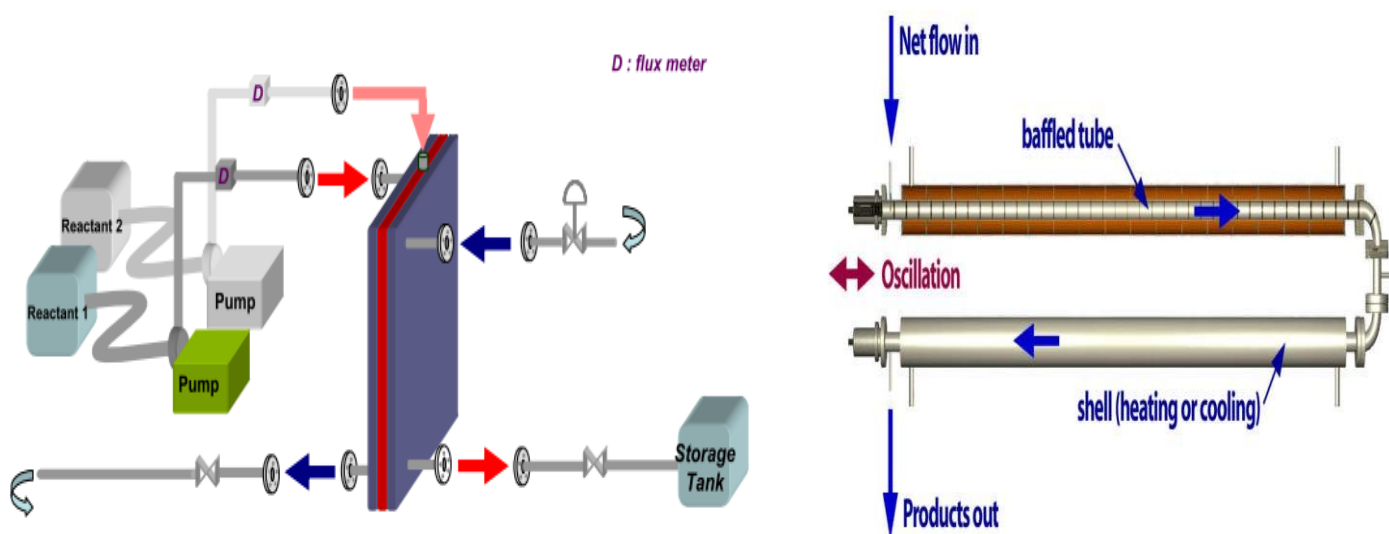 D : flux meter
D
D
Reactant 2
Reactant 1
Pump
Pump
Storage
Tank
Net flow in
baffled tube
Oscillation
shell (heating or cooling)
Products out